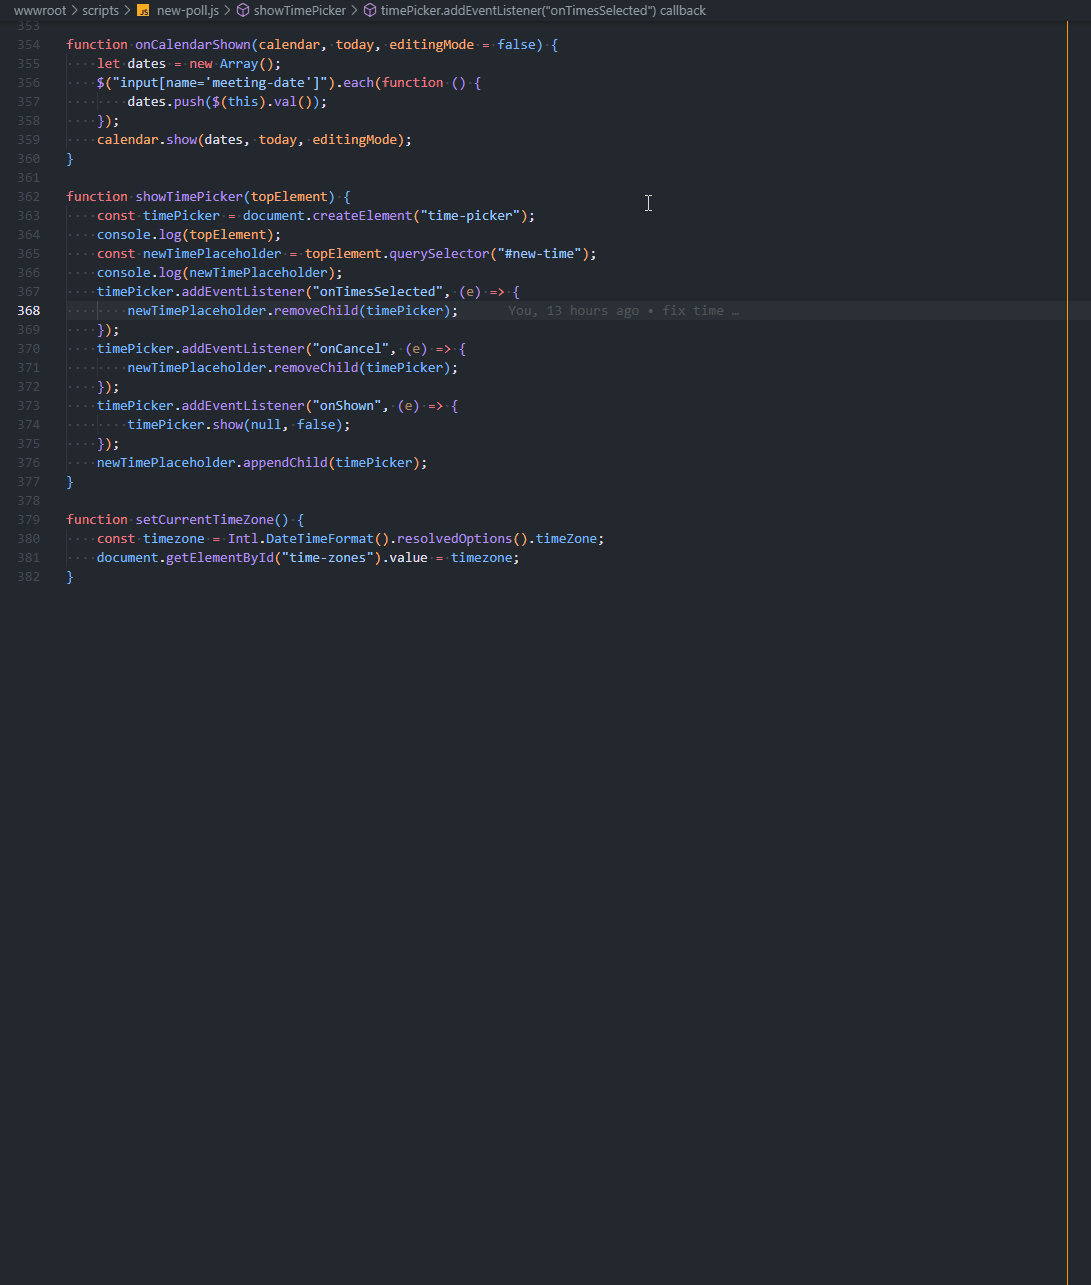 wwwroot > scripts > JS new-poll.js > showTimePicker > timePicker.addEventListener("onTimesSelected") callback
353
354 function onCalendarShown(calendar, today, editingMode = false) {
355 ····let dates = new Array();
356 ····$("input[name='meeting-date']").each(function () {
357 ········dates.push($(this).val());
358 ····});
359 ····calendar.show(dates, today, editingMode);
360 }
361
362 function showTimePicker(topElement) {
363 ····const timePicker = document.createElement("time-picker");
364 ····console.log(topElement);
365 ····const newTimePlaceholder = topElement.querySelector("#new-time");
366 ····console.log(newTimePlaceholder);
367 ····timePicker.addEventListener("onTimesSelected", (e) => {
368 ········newTimePlaceholder.removeChild(timePicker); You, 13 hours ago • fix time …
369 ····});
370 ····timePicker.addEventListener("onCancel", (e) => {
371 ········newTimePlaceholder.removeChild(timePicker);
372 ····});
373 ····timePicker.addEventListener("onShown", (e) => {
374 ········timePicker.show(null, false);
375 ····});
376 ····newTimePlaceholder.appendChild(timePicker);
377 }
378
379 function setCurrentTimeZone() {
380 ····const timezone = Intl.DateTimeFormat().resolvedOptions().timeZone;
381 ····document.getElementById("time-zones").value = timezone;
382 }